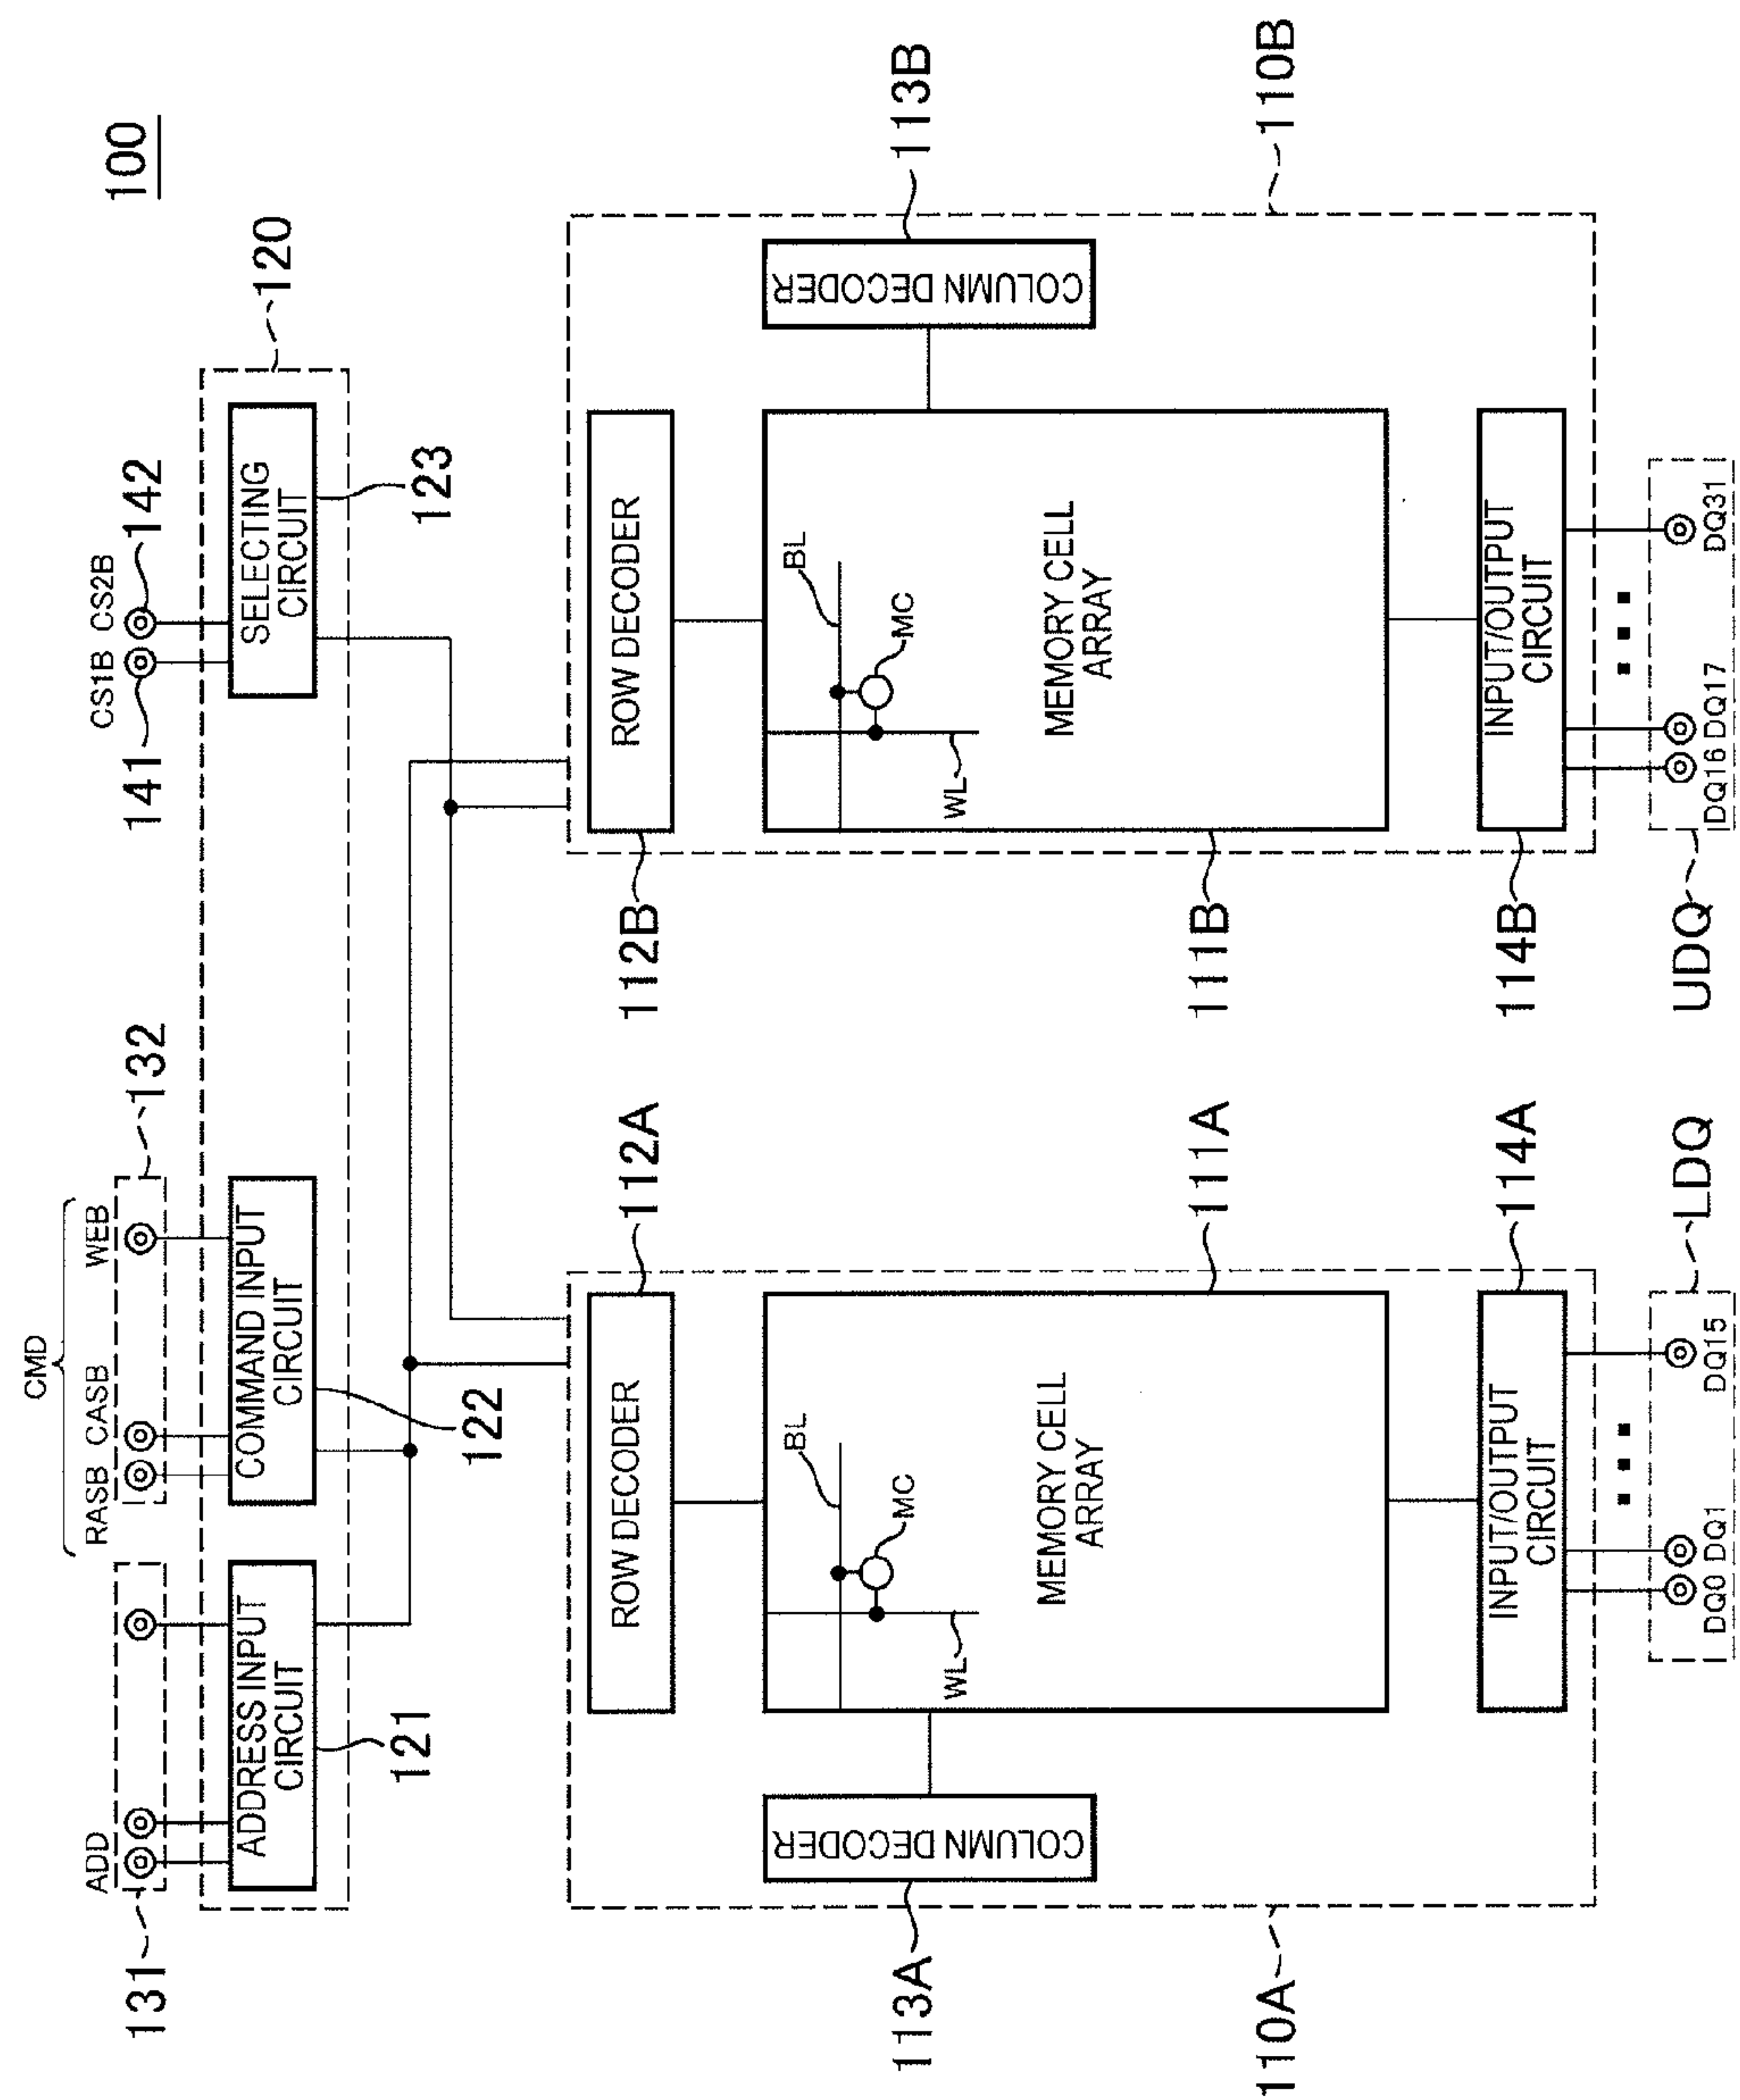 100
CMD
ADD
RASB
CASB
WEB
CS1B
CS2B
131
132
141
142
120
ADDRESS INPUT
CIRCUIT
COMMAND INPUT
CIRCUIT
SELECTING
CIRCUIT
121
122
123
112A
112B
ROW DECODER
ROW DECODER
COLUMN DECODER
COLUMN DECODER
113A
113B
BL
MC
WL
BL
MC
WL
MEMORY CELL
ARRAY
MEMORY CELL
ARRAY
111A
111B
110A
110B
INPUT/OUTPUT
CIRCUIT
INPUT/OUTPUT
CIRCUIT
114A
114B
DQ0
DQ1
DQ15
LDQ
UDQ
DQ16
DQ17
DQ31